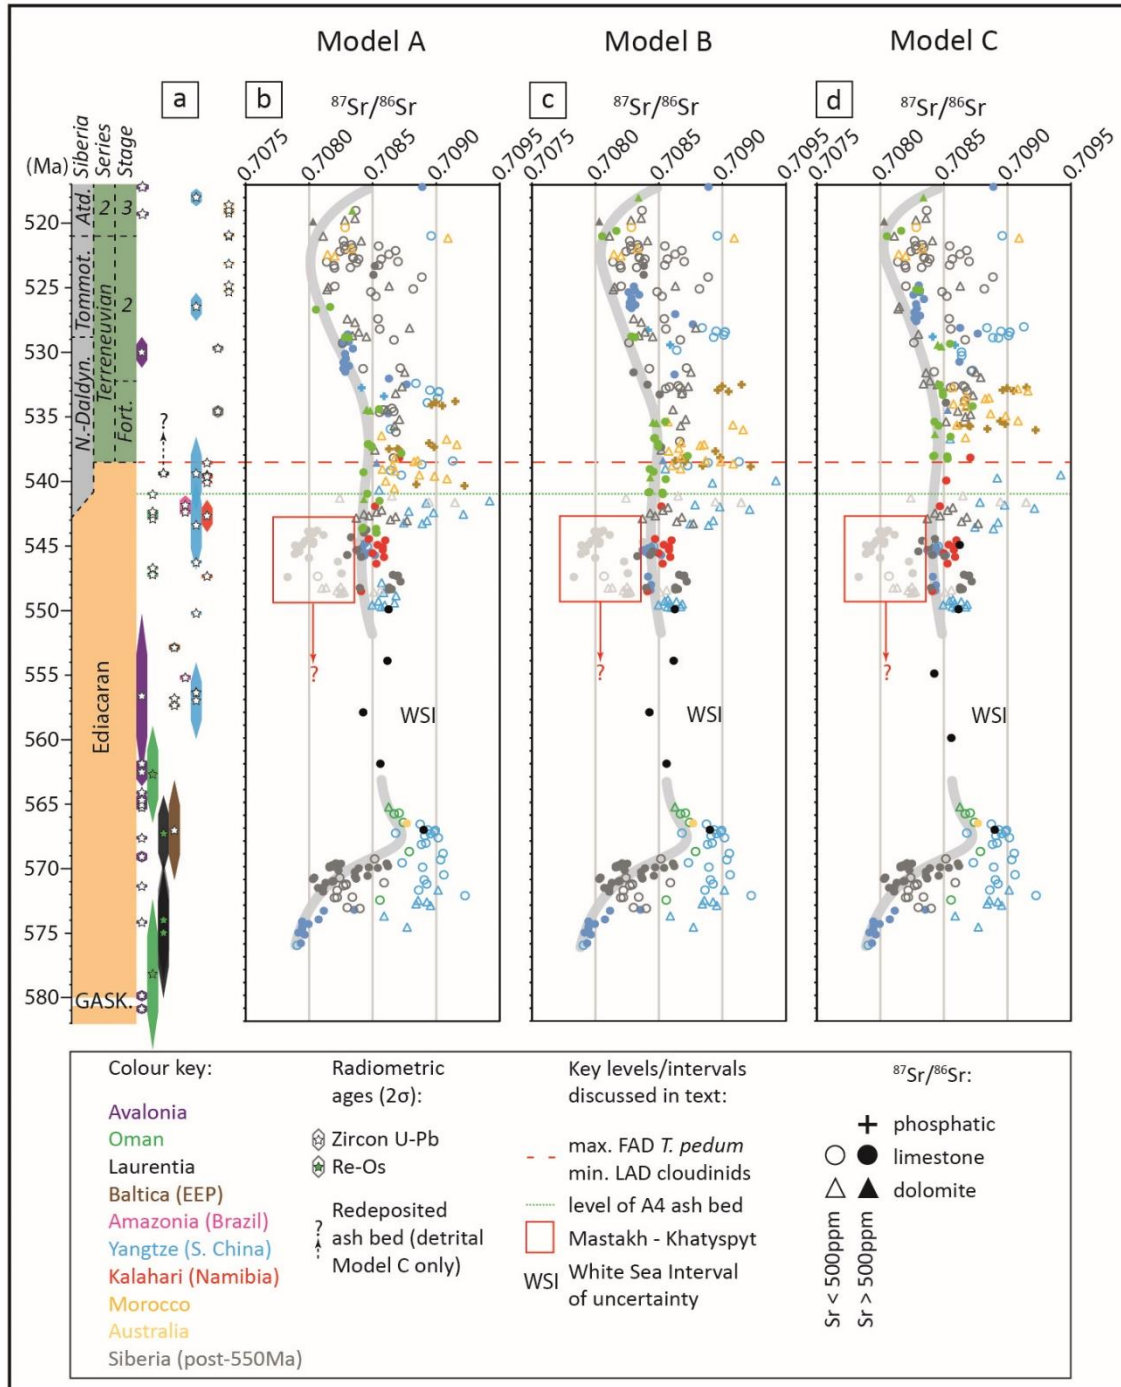 Model A
Model B
Model C
a
b
⁸⁷Sr/⁸⁶Sr
c
⁸⁷Sr/⁸⁶Sr
d
⁸⁷Sr/⁸⁶Sr
(Ma)
Siberia
Series
Stage
0.7075
0.7080
0.7085
0.7090
0.7095
0.7075
0.7080
0.7085
0.7090
0.7095
0.7075
0.7080
0.7085
0.7090
0.7095
520
525
530
535
540
545
550
555
560
565
570
575
580
Atd.
Tommot.
N.-Daldyn.
2
Terreneuvian
3
2
Fort.
Ediacaran
GASK.
?
?
WSI
?
WSI
?
WSI
Colour key:
Avalonia
Oman
Laurentia
Baltica (EEP)
Amazonia (Brazil)
Yangtze (S. China)
Kalahari (Namibia)
Morocco
Australia
Siberia (post-550Ma)
Radiometric
ages (2σ):
Zircon U-Pb
Re-Os
?
Redeposited
ash bed (detrital
Model C only)
Key levels/intervals
discussed in text:
max. FAD T. pedum
min. LAD cloudinids
level of A4 ash bed
Mastakh - Khatyspyt
WSI White Sea Interval
of uncertainty
⁸⁷Sr/⁸⁶Sr:
phosphatic
limestone
dolomite
Sr < 500ppm
Sr > 500ppm